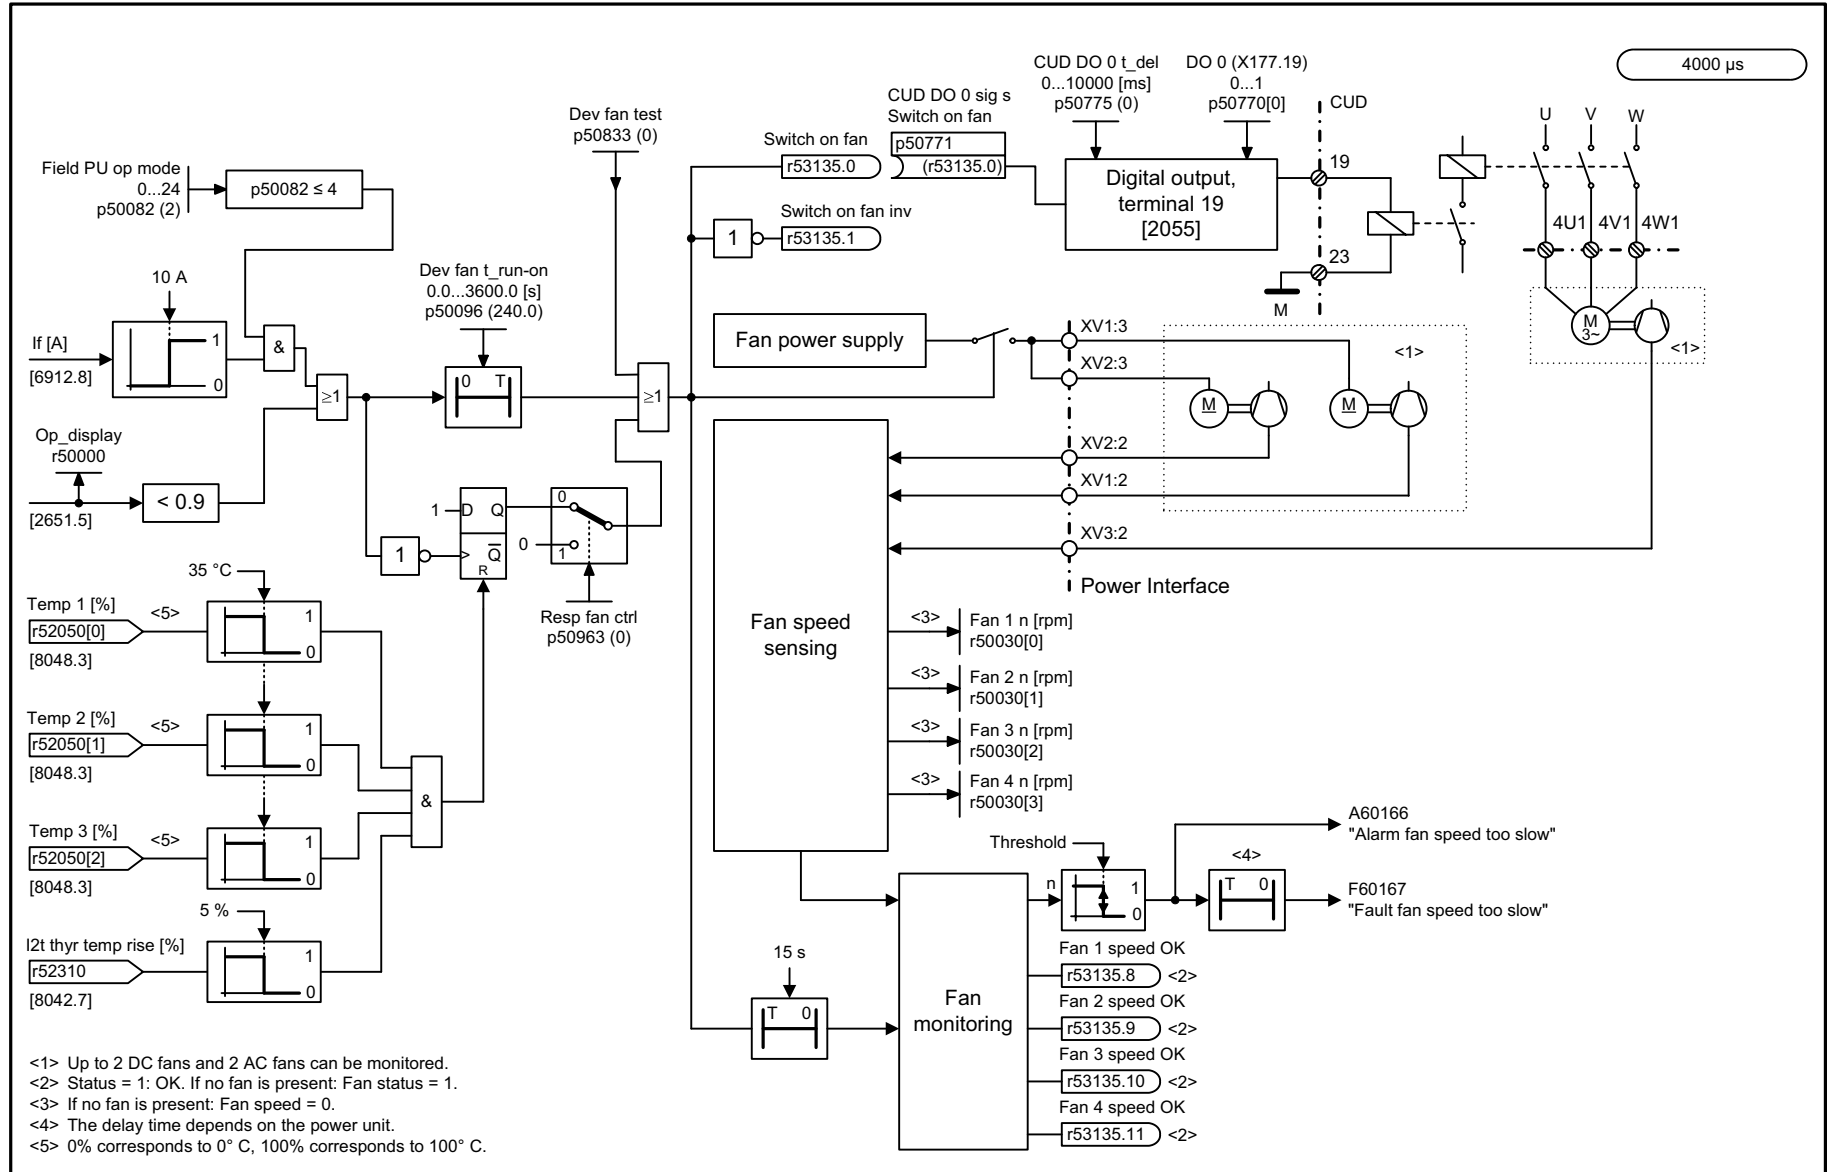 4000 µs
CUD DO 0 t_del
0...10000 [ms]
p50775 (0)
DO 0 (X177.19)
0...1
p50770[0]
CUD
U
V
W
CUD DO 0 sig s
Switch on fan
p50771
(r53135.0)
Dev fan test
p50833 (0)
Switch on fan
r53135.0
Switch on fan inv
1
r53135.1
Digital output,
terminal 19
[2055]
19
23
M
4U1
4V1
4W1
M
3~
<1>
Field PU op mode
0...24
p50082 (2)
p50082 ≤ 4
10 A
If [A]
[6912.8]
1
0
&
≥1
Dev fan t_run-on
0.0...3600.0 [s]
p50096 (240.0)
0
T
≥1
Op_display
r50000
[2651.5]
< 0.9
1
1
D
Q
Q
R
0
0
1
Resp fan ctrl
p50963 (0)
Fan power supply
XV1:3
XV2:3
<1>
M
M
XV2:2
XV1:2
XV3:2
Power Interface
35 °C
Temp 1 [%]
<5>
r52050[0]
[8048.3]
1
0
Temp 2 [%]
<5>
r52050[1]
[8048.3]
1
0
Temp 3 [%]
<5>
r52050[2]
[8048.3]
1
0
5 %
I2t thyr temp rise [%]
r52310
[8042.7]
1
0
&
Fan speed
sensing
<3>
Fan 1 n [rpm]
r50030[0]
<3>
Fan 2 n [rpm]
r50030[1]
<3>
Fan 3 n [rpm]
r50030[2]
<3>
Fan 4 n [rpm]
r50030[3]
Threshold
n
1
0
<4>
T
0
A60166
"Alarm fan speed too slow"
F60167
"Fault fan speed too slow"
15 s
T
0
Fan
monitoring
Fan 1 speed OK
r53135.8
<2>
Fan 2 speed OK
r53135.9
<2>
Fan 3 speed OK
r53135.10
<2>
Fan 4 speed OK
r53135.11
<2>
<1> Up to 2 DC fans and 2 AC fans can be monitored.
<2> Status = 1: OK. If no fan is present: Fan status = 1.
<3> If no fan is present: Fan speed = 0.
<4> The delay time depends on the power unit.
<5> 0% corresponds to 0° C, 100% corresponds to 100° C.